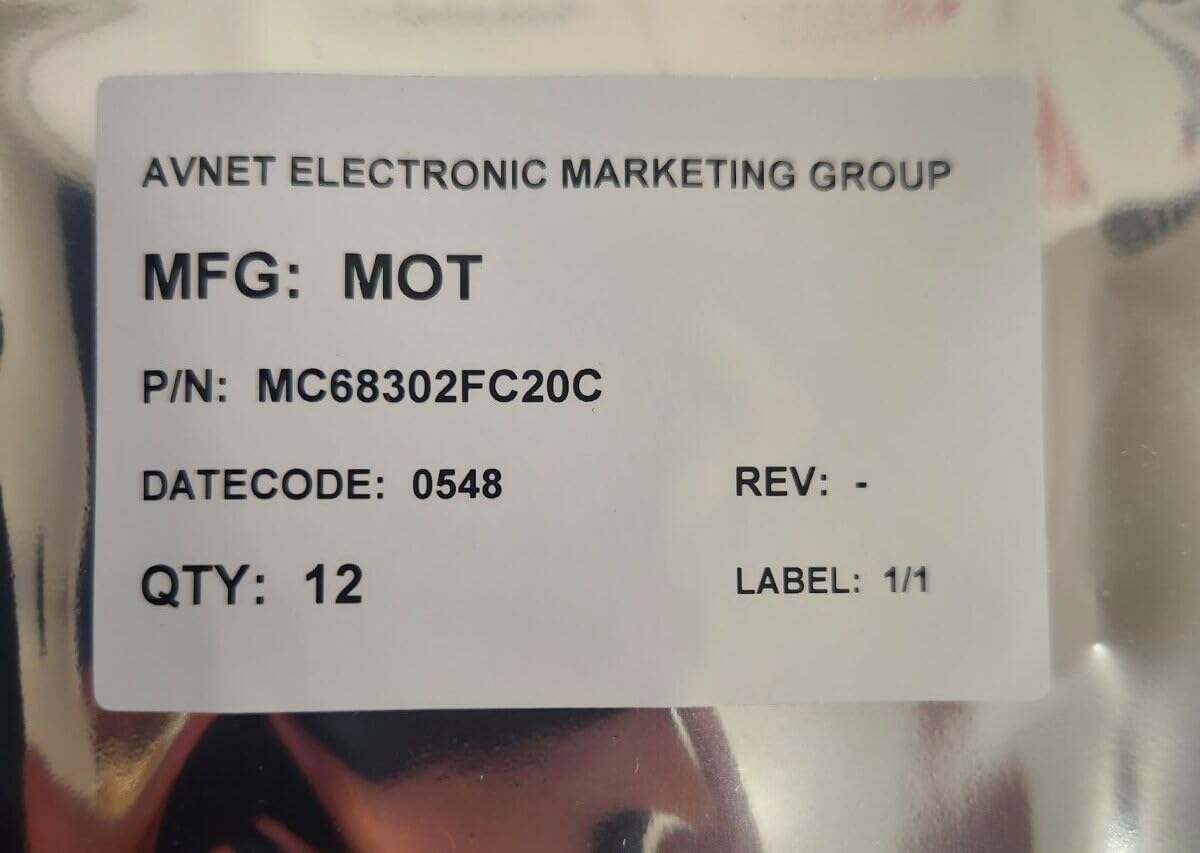 AVNET ELECTRONIC MARKETING GROUP
MFG: MOT
P/N: MC68302FC20C
DATECODE: 0548 REV: -
QTY: 12 LABEL: 1/1